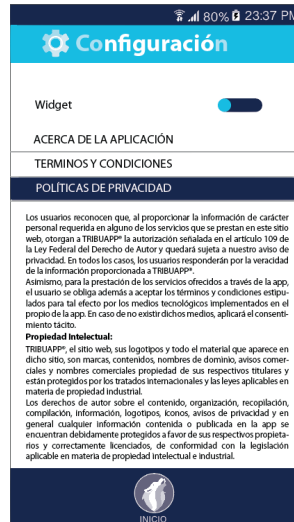 80% 23:37 PM
Configuración
Widget
ACERCA DE LA APLICACIÓN
TERMINOS Y CONDICIONES
POLÍTICAS DE PRIVACIDAD
Los usuarios reconocen que, al proporcionar la información de carácter
personal requerida en alguno de los servicios que se prestan en este sitio
web, otorgan a TRIBUAPP® la autorización señalada en el articulo 109 de
la Ley Federal del Derecho de Autor y quedará sujeta a nuestro aviso de
privacidad. En todos los casos, los usuarios responderán por la veracidad
de la información proporcionada a TRIBUAPP®.
Asimismo, para la prestación de los servicios ofrecidos a través de la app,
el usuario se obliga además a aceptar los términos y condiciones estipu-
lados para tal efecto por los medios tecnológicos implementados en el
propio de la app. En caso de no existir dichos medios, aplicará el consenti-
miento tácito.
Propiedad Intelectual:
TRIBUAPP®, el sitio web, sus logotipos y todo el material que aparece en
dicho sitio, son marcas, contenidos, nombres de dominio, avisos comer-
ciales y nombres comerciales propiedad de sus respectivos titulares y
están protegidos por los tratados internacionales y las leyes aplicables en
materia de propiedad industrial.
Los derechos de autor sobre el contenido, organización, recopilación,
compilación, información, logotipos, íconos, avisos de privacidad y en
general cualquier información contenida o publicada en la app se
encuentran debidamente protegidos a favor de sus respectivos propieta-
rios y correctamente licenciados, de conformidad con la legislación
aplicable en materia de propiedad intelectual e industrial.
INICIO